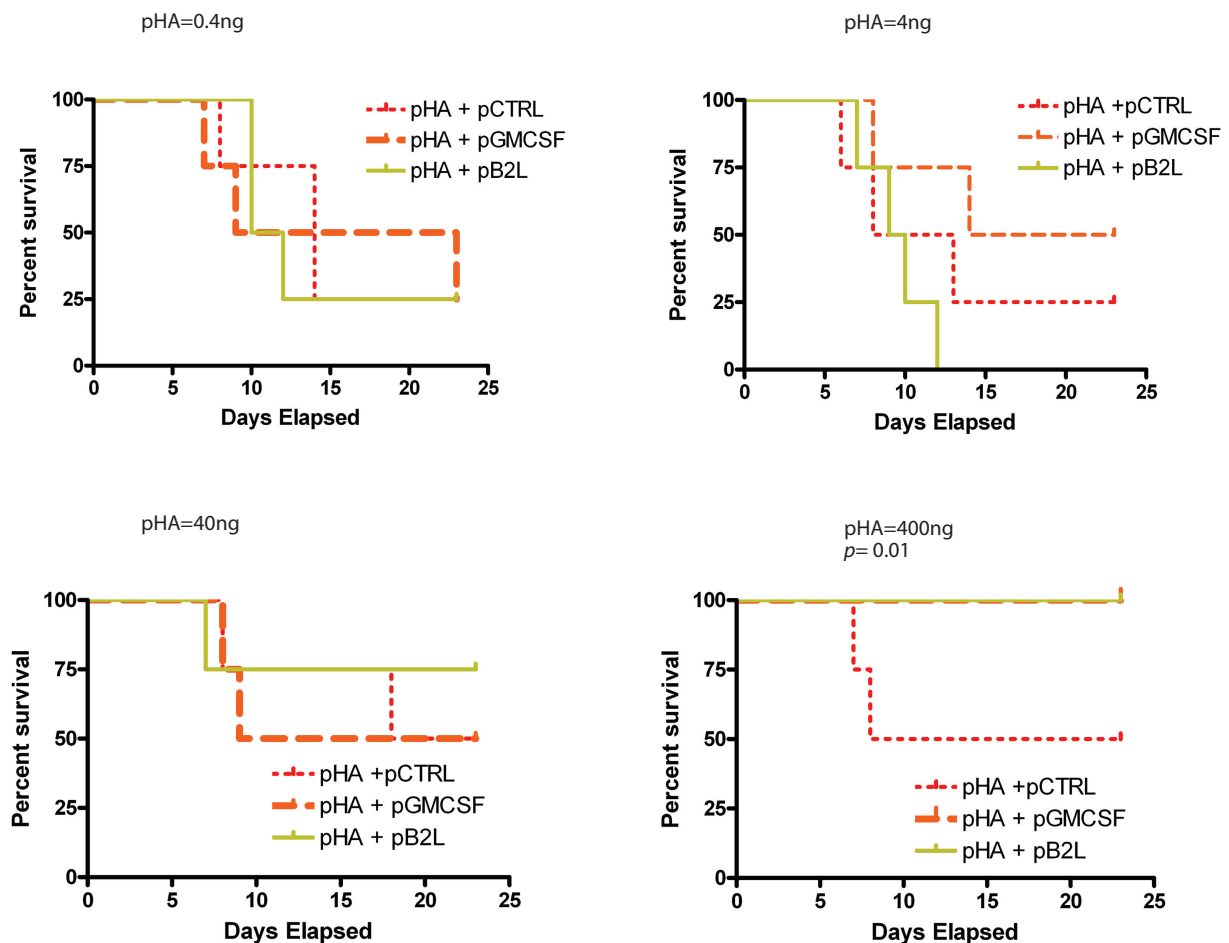 pHA=0.4ng
100
75
50
25
0
0 5 10 15 20 25
Percent survival
Days Elapsed
pHA + pCTRL
pHA + pGMCSF
pHA + pB2L
pHA=4ng
100
75
50
25
0
0 5 10 15 20 25
Percent survival
Days Elapsed
pHA +pCTRL
pHA + pGMCSF
pHA + pB2L
pHA=40ng
100
75
50
25
0
0 5 10 15 20 25
Percent survival
Days Elapsed
pHA +pCTRL
pHA + pGMCSF
pHA + pB2L
pHA=400ng
p= 0.01
100
75
50
25
0
0 5 10 15 20 25
Percent survival
Days Elapsed
pHA +pCTRL
pHA + pGMCSF
pHA + pB2L